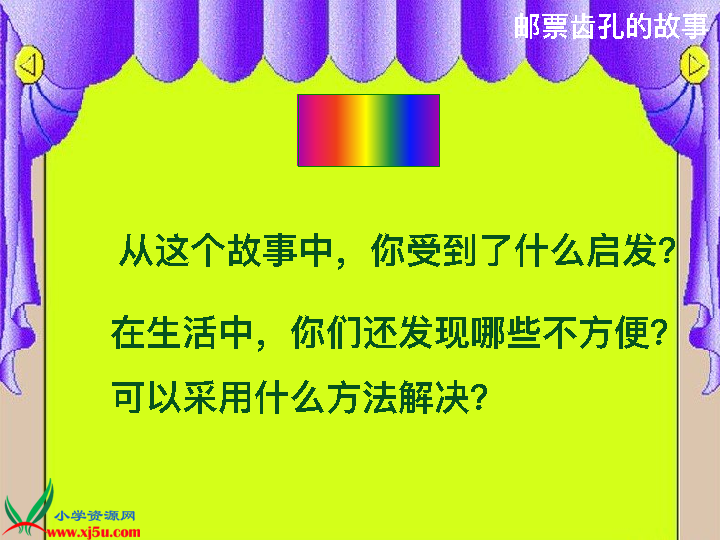 邮票齿孔的故事
从这个故事中，你受到了什么启发？
在生活中，你们还发现哪些不方便？
可以采用什么方法解决？
小学资源网
www.xj5u.com